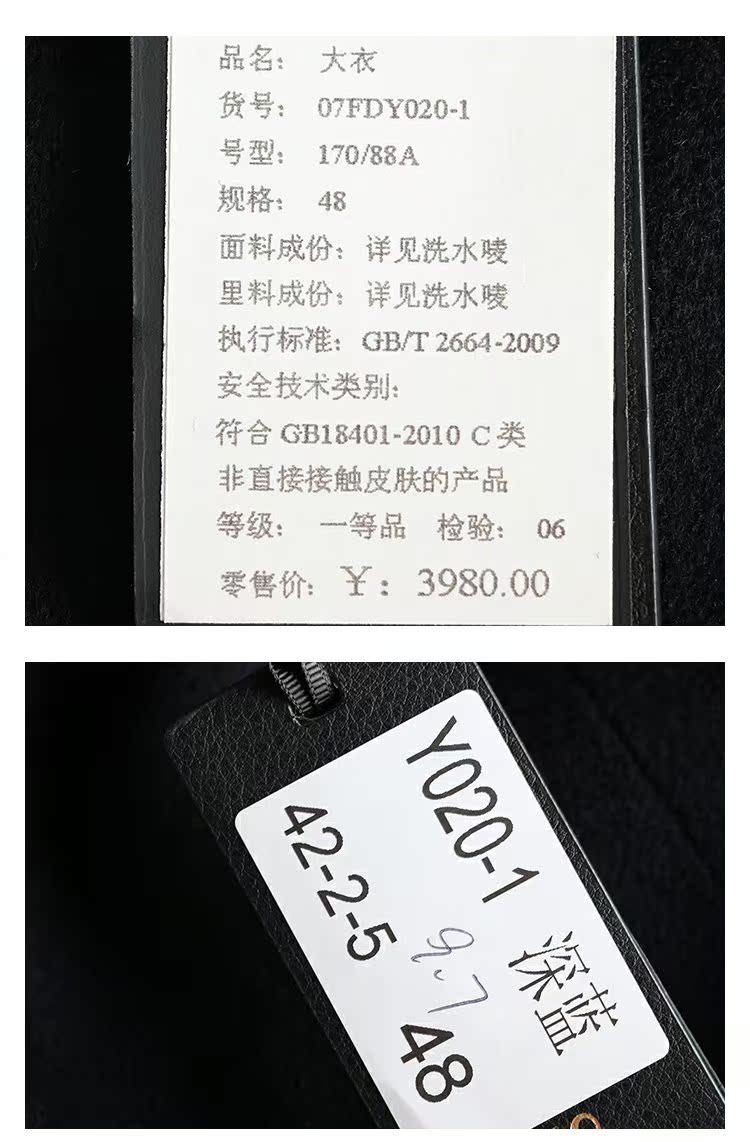 品名： 大衣
货号： 07FDY020-1
号型： 170/88A
规格： 48
面料成份：详见洗水唛
里料成份：详见洗水唛
执行标准：GB/T 2664-2009
安全技术类别：
符合 GB18401-2010 C 类
非直接接触皮肤的产品
等级： 一等品 检验： 06
零售价： ￥： 3980.00
Y020-1 深蓝
42-2-5 48
9.7